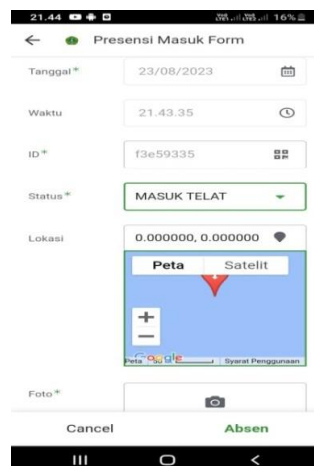 21.44 16%
Presensi Masuk Form
Tanggal* 23/08/2023
Waktu 21.43.35
ID* f3e59335
Status* MASUK TELAT
Lokasi 0.000000, 0.000000
Peta Satelit
+
−
Google Syarat Penggunaan
Foto*
Cancel Absen